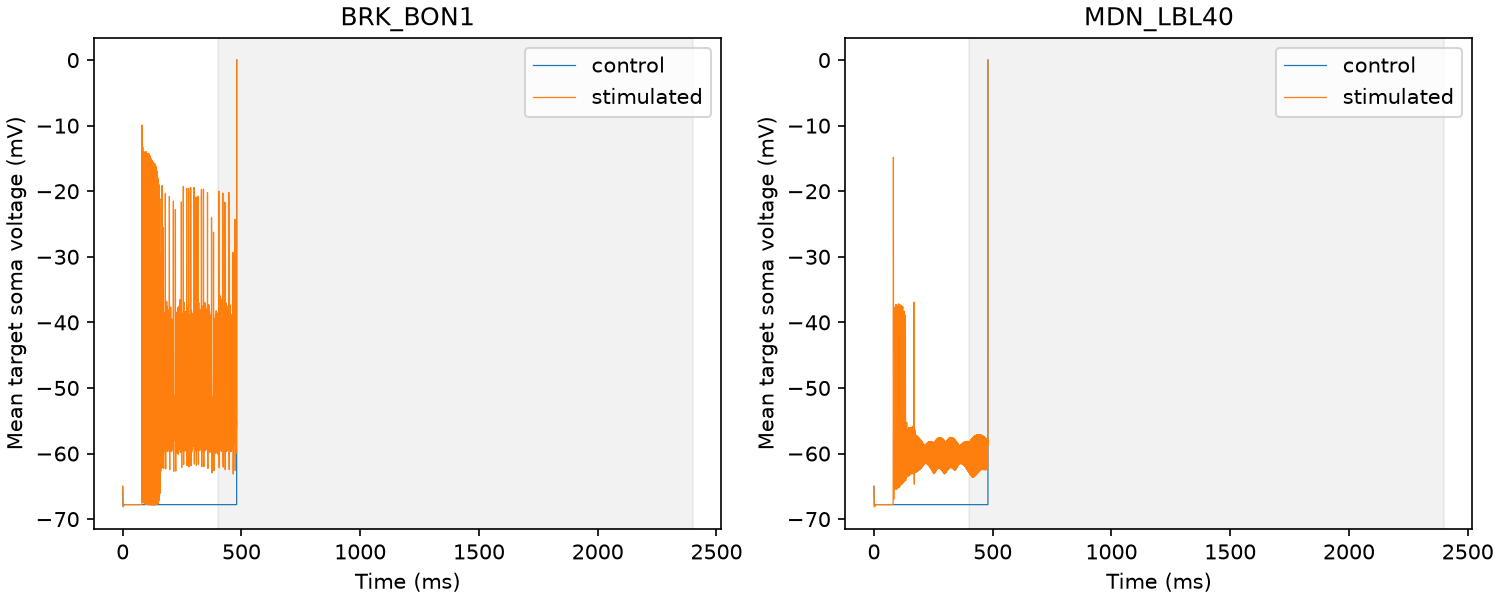 BRK_BON1
Mean target soma voltage (mV)
0
−10
−20
−30
−40
−50
−60
−70
control
stimulated
0
500
1000
1500
2000
2500
Time (ms)
MDN_LBL40
Mean target soma voltage (mV)
0
−10
−20
−30
−40
−50
−60
−70
control
stimulated
0
500
1000
1500
2000
2500
Time (ms)